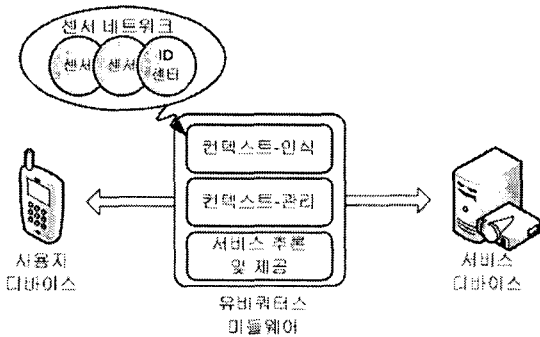 센서 네트워크
센서
센서
ID
센터
컨텍스트-인식
컨텍스트-관리
서비스 추론
및 제공
사용자
디바이스
서비스
디바이스
유비쿼터스
미들웨어